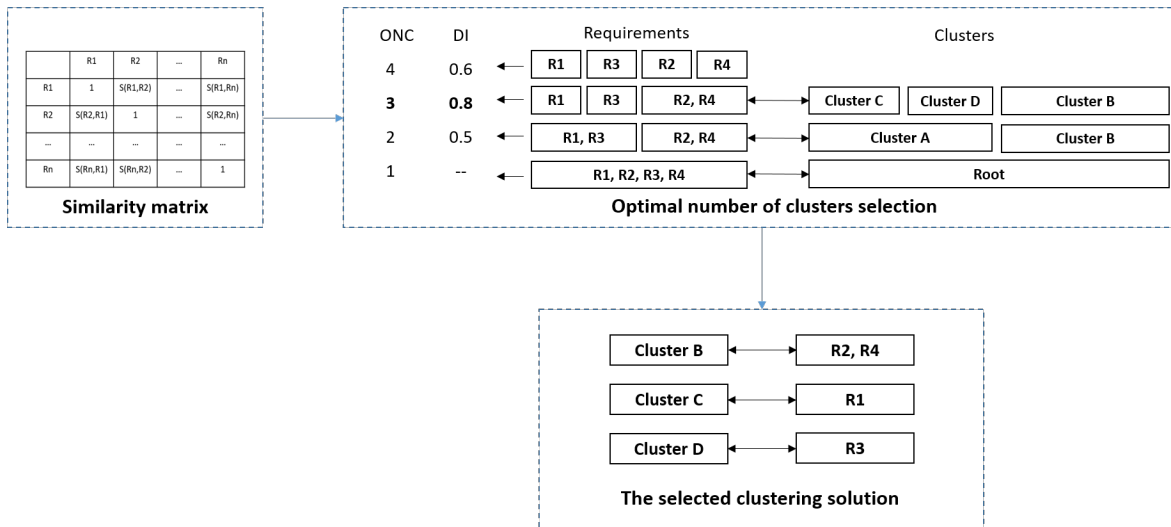 R1 R2 ... Rn
R1 1 S(R1,R2) ... S(R1,Rn)
R2 S(R2,R1) 1 ... S(R2,Rn)
... ... ... ... ...
Rn S(Rn,R1) S(Rn,R2) ... 1
Similarity matrix
ONC DI Requirements Clusters
4 0.6 R1 R3 R2 R4
3 0.8 R1 R3 R2, R4 Cluster C Cluster D Cluster B
2 0.5 R1, R3 R2, R4 Cluster A Cluster B
1 -- R1, R2, R3, R4 Root
Optimal number of clusters selection
Cluster B R2, R4
Cluster C R1
Cluster D R3
The selected clustering solution